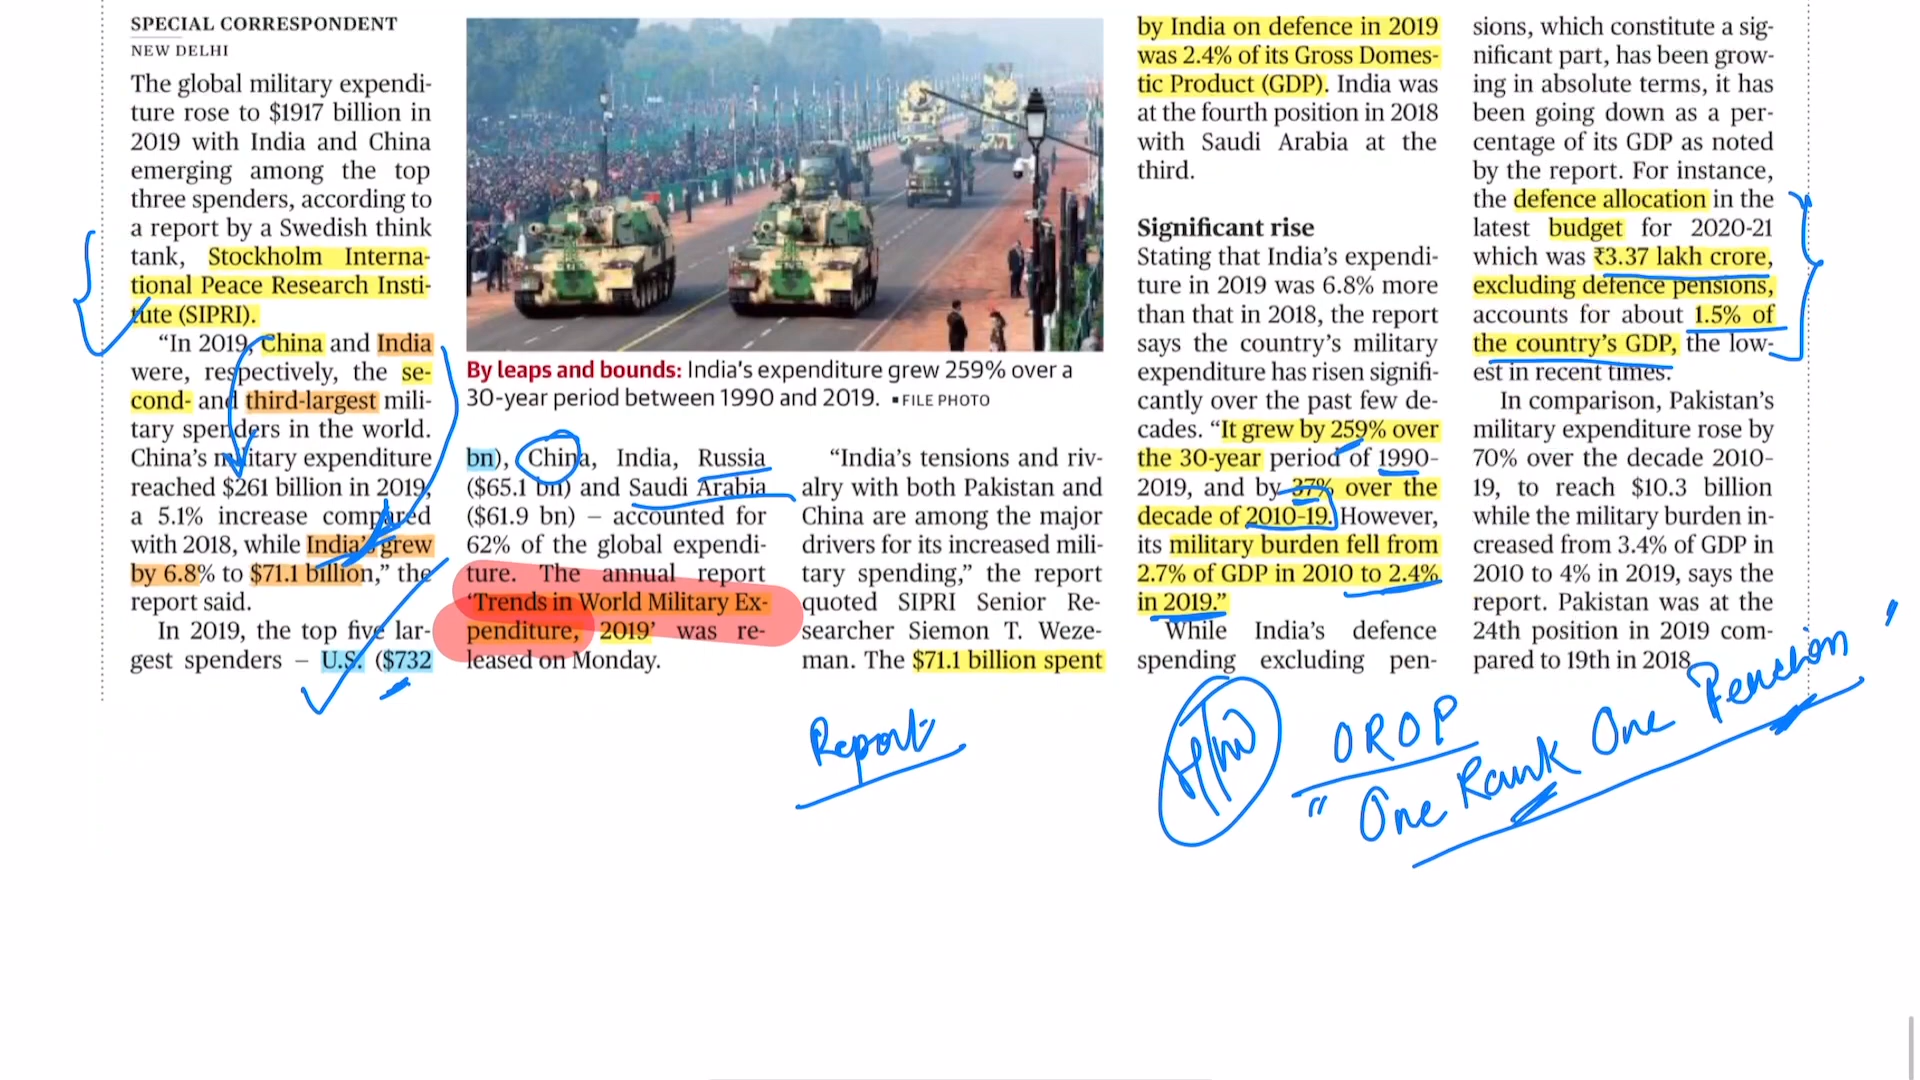 SPECIAL CORRESPONDENT
NEW DELHI
The global military expendi-
ture rose to $1917 billion in
2019 with India and China
emerging among the top
three spenders, according to
a report by a Swedish think
tank, Stockholm Interna-
tional Peace Research Insti-
tute (SIPRI).
“In 2019, China and India
were, respectively, the se-
cond- and third-largest mili-
tary spenders in the world.
China’s military expenditure
reached $261 billion in 2019,
a 5.1% increase compared
with 2018, while India’s grew
by 6.8% to $71.1 billion,” the
report said.
In 2019, the top five lar-
gest spenders – U.S. ($732
By leaps and bounds: India’s expenditure grew 259% over a
30-year period between 1990 and 2019. ▪FILE PHOTO
bn), China, India, Russia
($65.1 bn) and Saudi Arabia
($61.9 bn) – accounted for
62% of the global expendi-
ture. The annual report
‘Trends in World Military Ex-
penditure, 2019’ was re-
leased on Monday.
“India’s tensions and riv-
alry with both Pakistan and
China are among the major
drivers for its increased mili-
tary spending,” the report
quoted SIPRI Senior Re-
searcher Siemon T. Weze-
man. The $71.1 billion spent
by India on defence in 2019
was 2.4% of its Gross Domes-
tic Product (GDP). India was
at the fourth position in 2018
with Saudi Arabia at the
third.
Significant rise
Stating that India’s expendi-
ture in 2019 was 6.8% more
than that in 2018, the report
says the country’s military
expenditure has risen signifi-
cantly over the past few de-
cades. “It grew by 259% over
the 30-year period of 1990-
2019, and by 37% over the
decade of 2010-19. However,
its military burden fell from
2.7% of GDP in 2010 to 2.4%
in 2019.”
While India’s defence
spending excluding pen-
sions, which constitute a sig-
nificant part, has been grow-
ing in absolute terms, it has
been going down as a per-
centage of its GDP as noted
by the report. For instance,
the defence allocation in the
latest budget for 2020-21
which was ₹3.37 lakh crore,
excluding defence pensions,
accounts for about 1.5% of
the country’s GDP, the low-
est in recent times.
In comparison, Pakistan’s
military expenditure rose by
70% over the decade 2010-
19, to reach $10.3 billion
while the military burden in-
creased from 3.4% of GDP in
2010 to 4% in 2019, says the
report. Pakistan was at the
24th position in 2019 com-
pared to 19th in 2018.
Report
OROP
"One Rank One Pension"